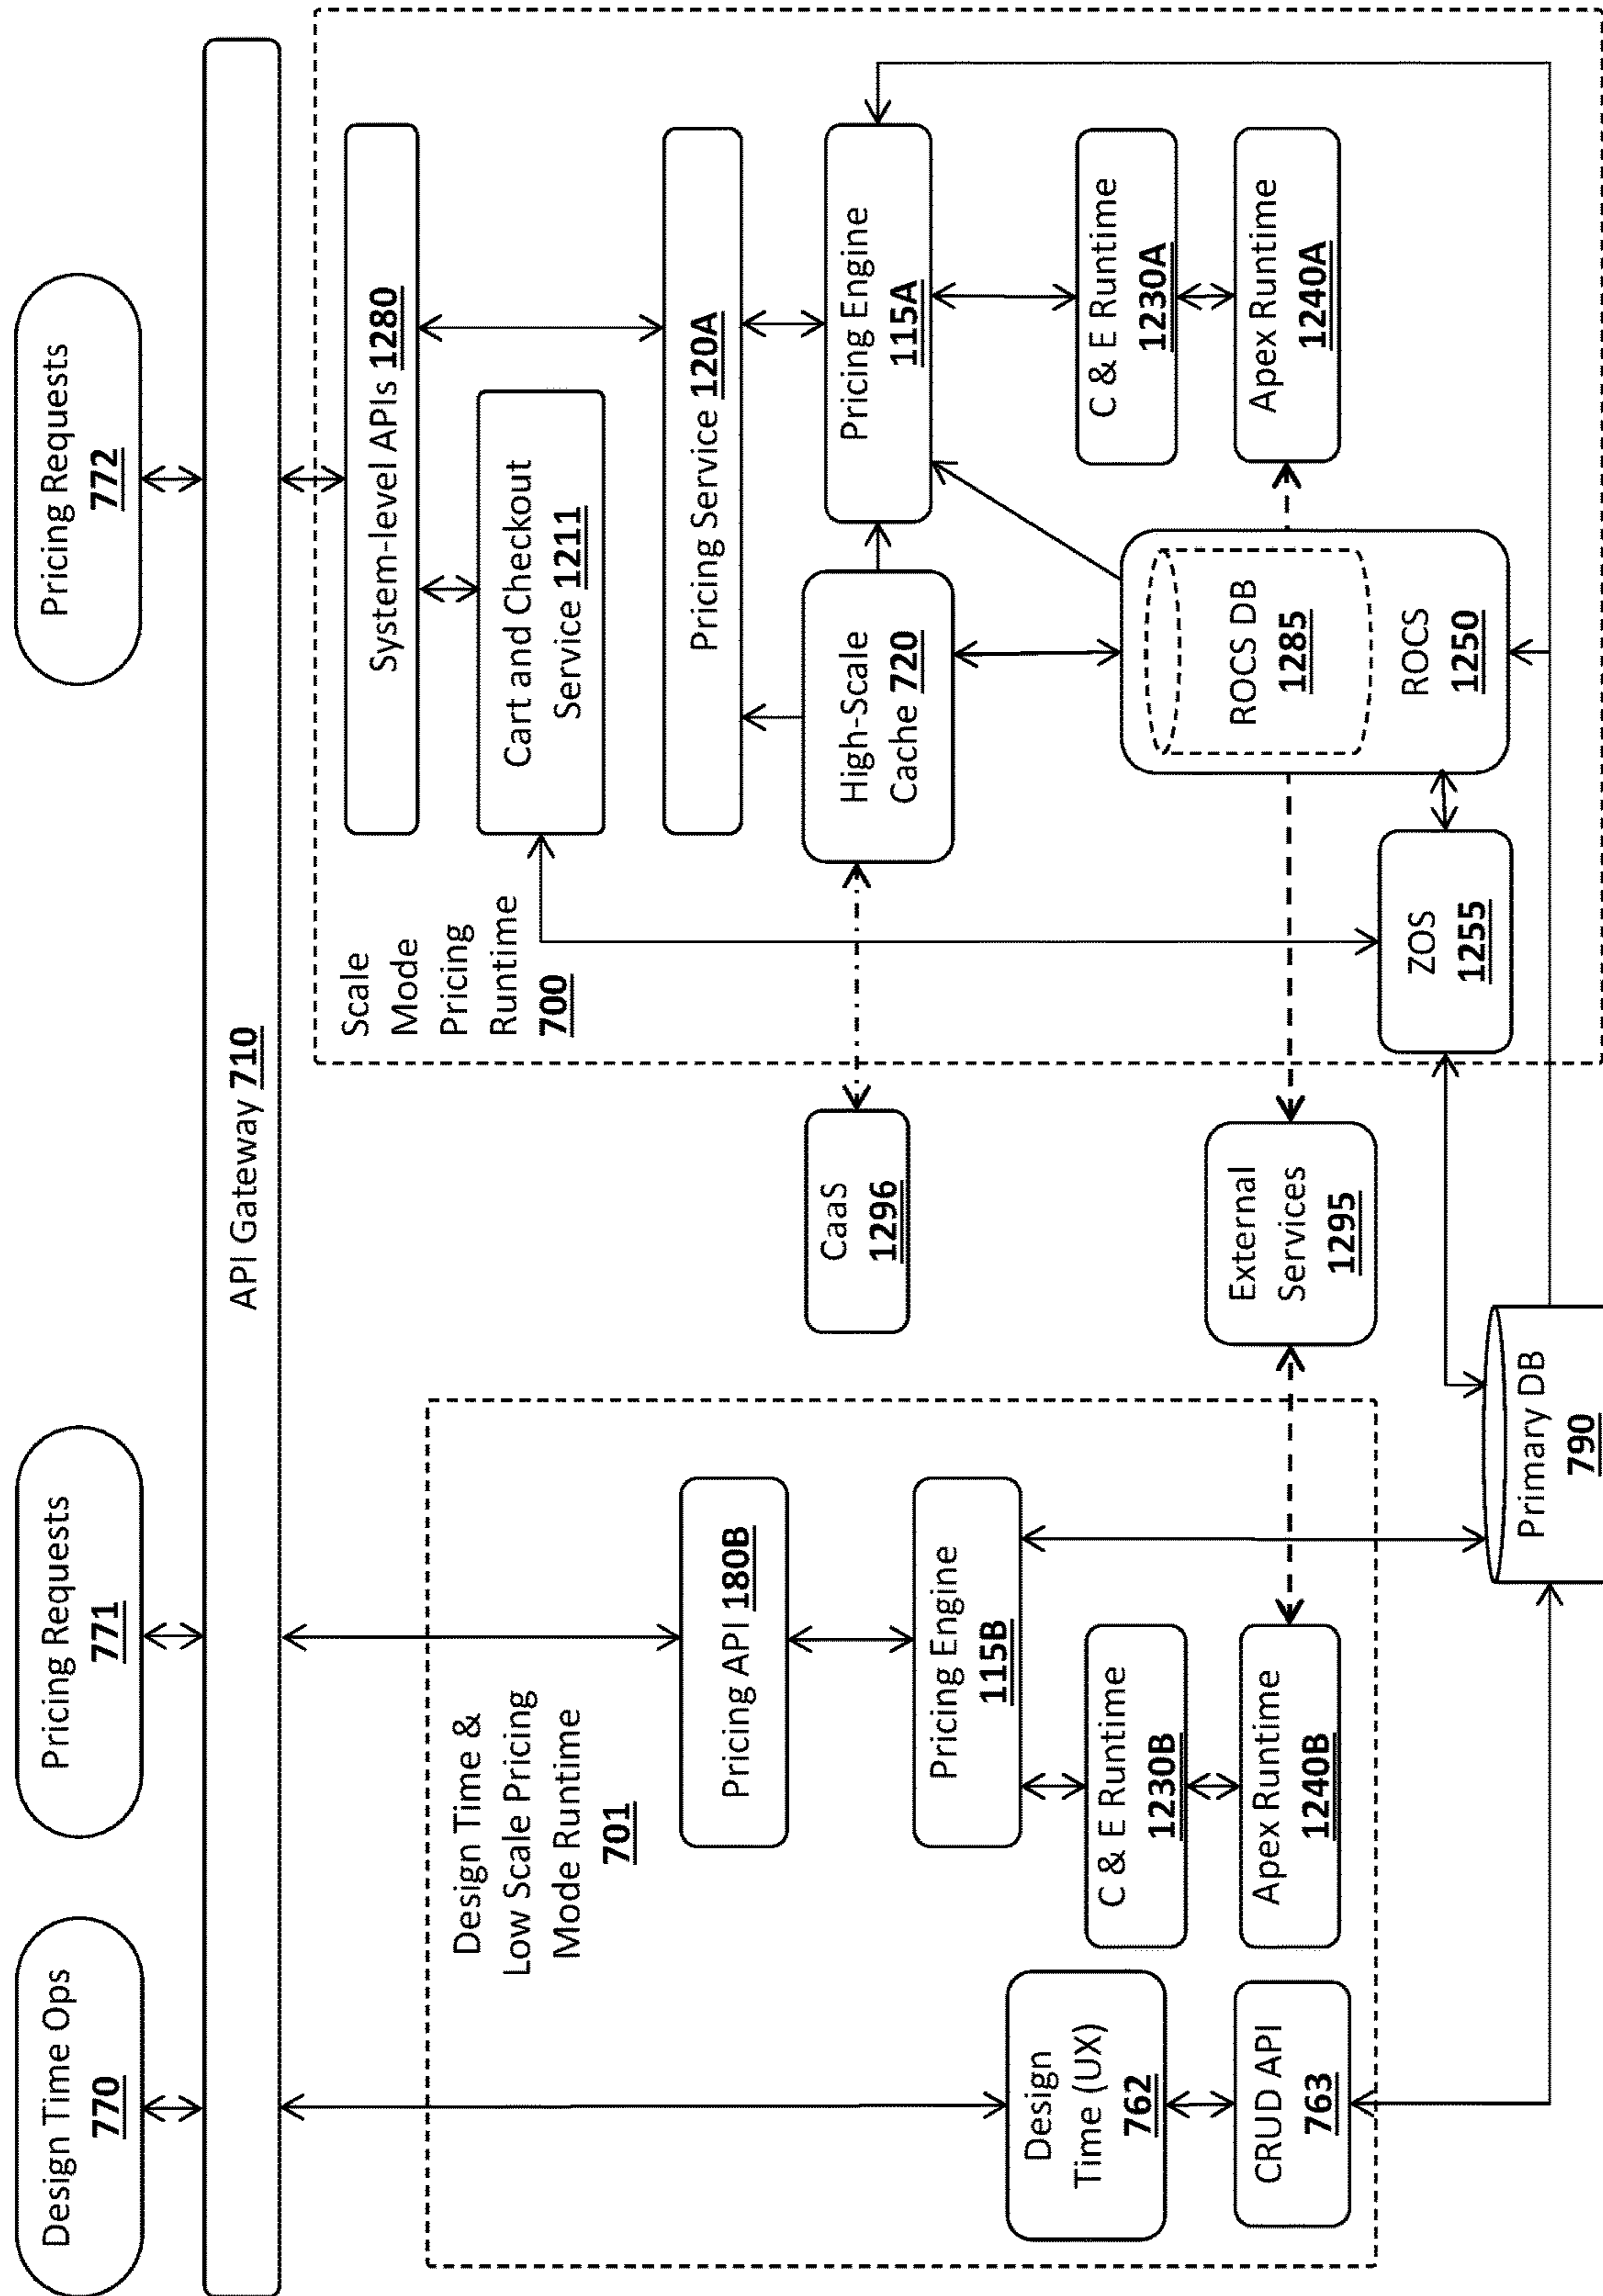 Design Time Ops
770
Pricing Requests
771
Pricing Requests
772
API Gateway 710
Design Time &
Low Scale Pricing
Mode Runtime
701
Pricing API 180B
Pricing Engine
115B
C & E Runtime
1230B
Apex Runtime
1240B
Design
Time (UX)
762
CRUD API
763
CaaS
1296
External
Services
1295
Primary DB
790
Scale
Mode
Pricing
Runtime
700
System-level APIs 1280
Cart and Checkout
Service 1211
Pricing Service 120A
High-Scale
Cache 720
Pricing Engine
115A
C & E Runtime
1230A
Apex Runtime
1240A
ROCS DB
1285
ROCS
1250
ZOS
1255